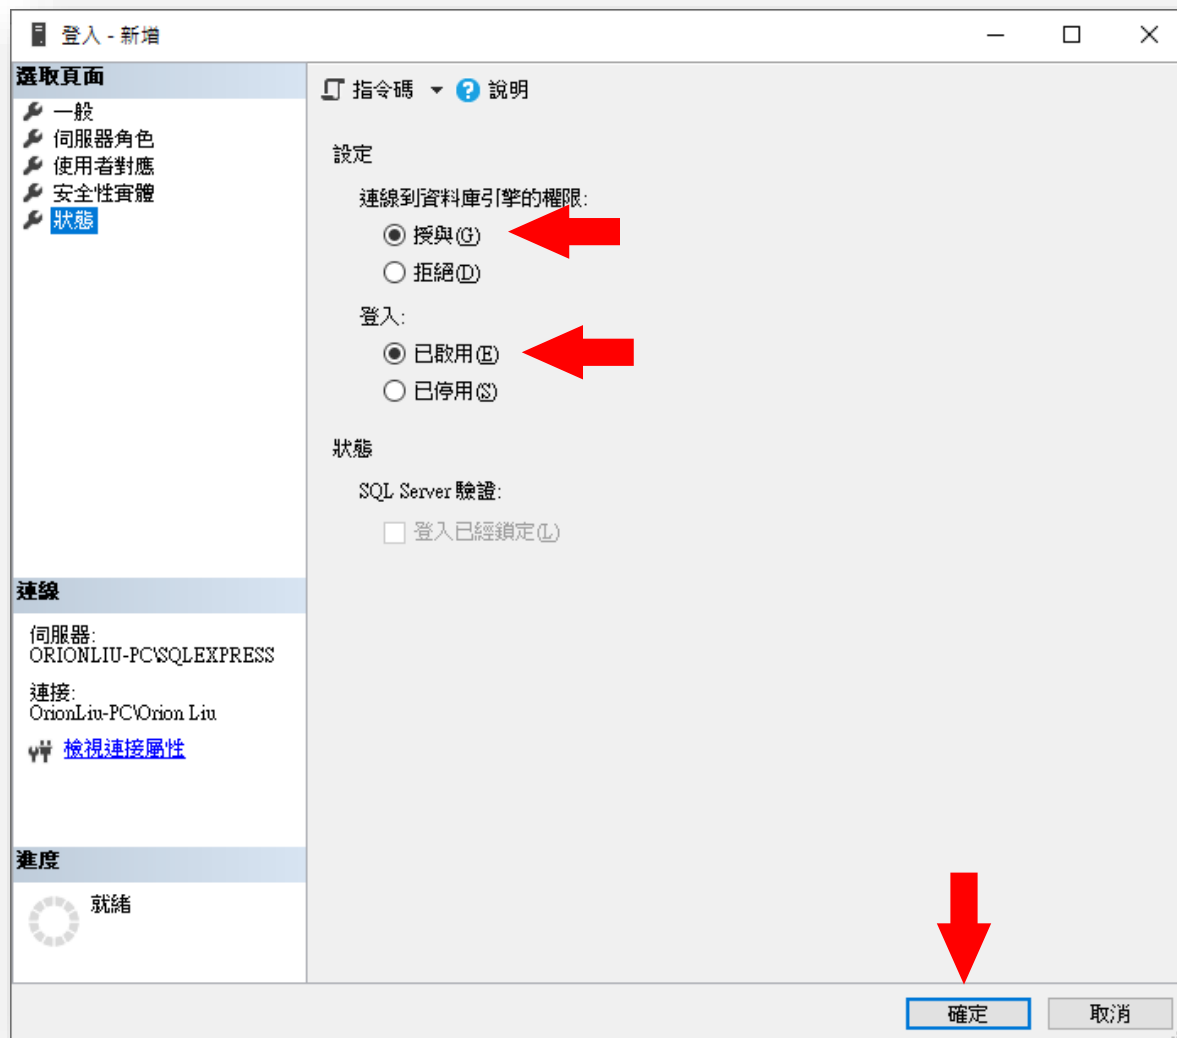 登入 - 新增
選取頁面
一般
伺服器角色
使用者對應
安全性實體
狀態
指令碼 說明
設定
連線到資料庫引擎的權限:
授與(G)
拒絕(D)
登入:
已啟用(E)
已停用(S)
狀態
SQL Server 驗證:
登入已經鎖定(L)
連線
伺服器:
ORIONLIU-PC\SQLEXPRESS
連接:
OrionLiu-PC\Orion Liu
檢視連接屬性
進度
就緒
確定 取消